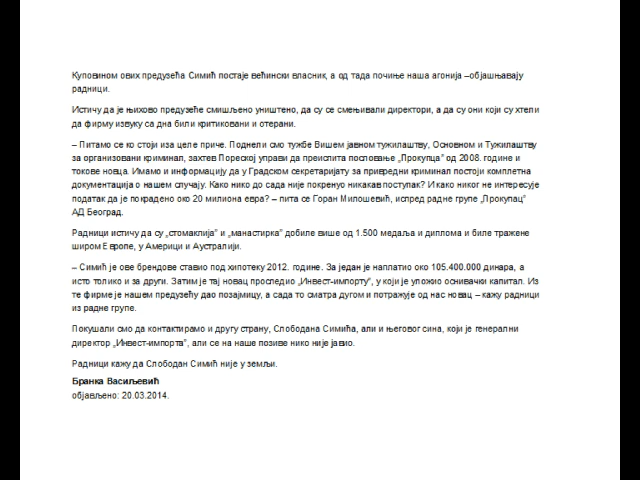 Куповином ових предузећа Симић постаје већински власник, а од тада почиње наша агонија –објашњавају
радници.
Истичу да је њихово предузеће смишљено уништено, да су се смењивали директори, а да су они који су хтели
да фирму извуку са дна били критиковани и отерани.
– Питамо се ко стоји иза целе приче. Поднели смо тужбе Вишем јавном тужилаштву, Основном и Тужилаштву
за организовани криминал, захтев Пореској управи да преиспита пословање „Прокупца" од 2008. године и
токове новца. Имамо и информацију да у Градском секретаријату за привредни криминал постоји комплетна
документација о нашем случају. Како нико до сада није покренуо никакав поступак? И како никог не интересује
податак да је покрадено око 20 милиона евра? – пита се Горан Милошевић, испред радне групе „Прокупац"
АД Београд.
Радници истичу да су „стомаклија" и „манастирка" добиле више од 1.500 медаља и диплома и биле тражене
широм Европе, у Америци и Аустралији.
– Симић је ове брендове ставио под хипотеку 2012. године. За један је наплатио око 105.400.000 динара, а
исто толико и за други. Затим је тај новац проследио „Инвест-импорту", у који је уложио оснивачки капитал. Из
те фирме је нашем предузећу дао позајмицу, а сада то сматра дугом и потражује од нас новац – кажу радници
из радне групе.
Покушали смо да контактирамо и другу страну, Слободана Симића, али и његовог сина, који је генерални
директор „Инвест-импорта", али се на наше позиве нико није јавио.
Радници кажу да Слободан Симић није у земљи.
Бранка Васиљевић
објављено: 20.03.2014.